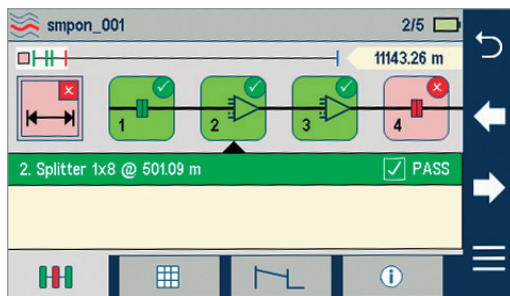 smpon_001
2/5
11143.26 m
1
2
3
4
2. Splitter 1x8 @ 501.09 m
PASS
i